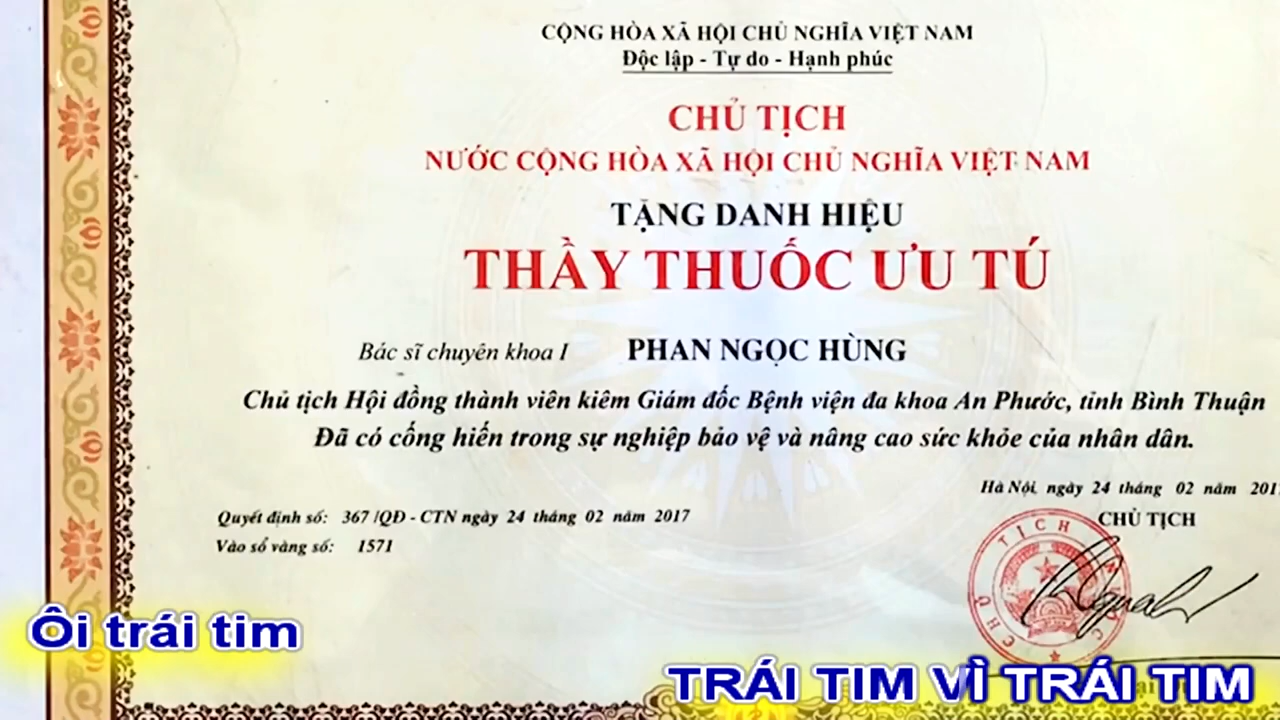 CỘNG HÒA XÃ HỘI CHỦ NGHĨA VIỆT NAM
Độc lập - Tự do - Hạnh phúc
CHỦ TỊCH
NƯỚC CỘNG HÒA XÃ HỘI CHỦ NGHĨA VIỆT NAM
TẶNG DANH HIỆU
THẦY THUỐC ƯU TÚ
Bác sĩ chuyên khoa I PHAN NGỌC HÙNG
Chủ tịch Hội đồng thành viên kiêm Giám đốc Bệnh viện đa khoa An Phước, tỉnh Bình Thuận
Đã có cống hiến trong sự nghiệp bảo vệ và nâng cao sức khỏe của nhân dân.
Hà Nội, ngày 24 tháng 02 năm 201
Quyết định số: 367 /QĐ - CTN ngày 24 tháng 02 năm 2017
CHỦ TỊCH
Vào sổ vàng số: 1571
Ôi trái tim
TRÁI TIM VÌ TRÁI TIM